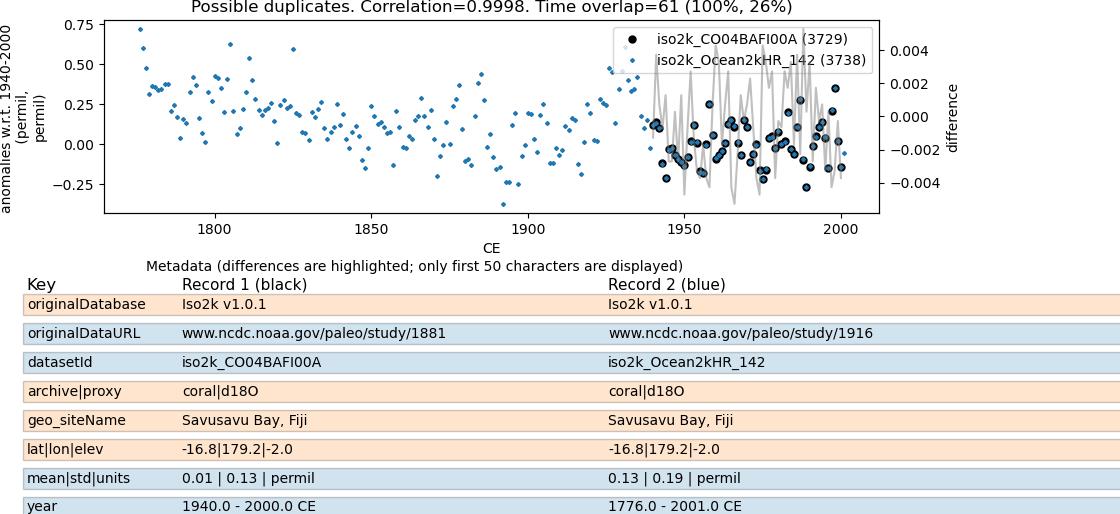 Possible duplicates. Correlation=0.9998. Time overlap=61 (100%, 26%)
anomalies w.r.t. 1940-2000
(permil,
permil)
0.75
0.50
0.25
0.00
−0.25
iso2k_CO04BAFI00A (3729)
iso2k_Ocean2kHR_142 (3738)
0.004
0.002
0.000
−0.002
−0.004
difference
1800
1850
1900
1950
2000
CE
Metadata (differences are highlighted; only first 50 characters are displayed)
Key Record 1 (black) Record 2 (blue)
originalDatabase Iso2k v1.0.1 Iso2k v1.0.1
originalDataURL www.ncdc.noaa.gov/paleo/study/1881 www.ncdc.noaa.gov/paleo/study/1916
datasetId iso2k_CO04BAFI00A iso2k_Ocean2kHR_142
archive|proxy coral|d18O coral|d18O
geo_siteName Savusavu Bay, Fiji Savusavu Bay, Fiji
lat|lon|elev -16.8|179.2|-2.0 -16.8|179.2|-2.0
mean|std|units 0.01 | 0.13 | permil 0.13 | 0.19 | permil
year 1940.0 - 2000.0 CE 1776.0 - 2001.0 CE